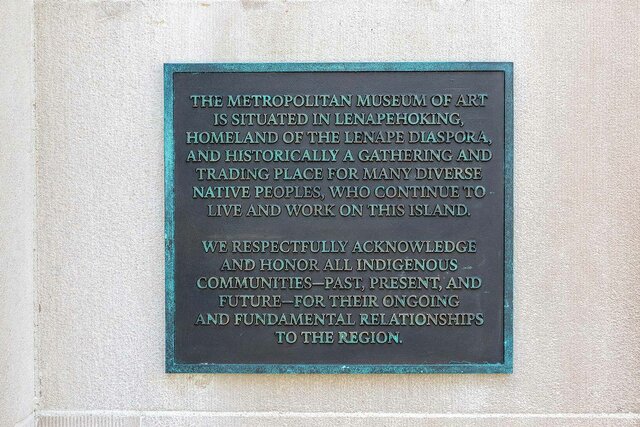 THE METROPOLITAN MUSEUM OF ART
IS SITUATED IN LENAPEHOKING,
HOMELAND OF THE LENAPE DIASPORA,
AND HISTORICALLY A GATHERING AND
TRADING PLACE FOR MANY DIVERSE
NATIVE PEOPLES, WHO CONTINUE TO
LIVE AND WORK ON THIS ISLAND.
WE RESPECTFULLY ACKNOWLEDGE
AND HONOR ALL INDIGENOUS
COMMUNITIES—PAST, PRESENT, AND
FUTURE—FOR THEIR ONGOING
AND FUNDAMENTAL RELATIONSHIPS
TO THE REGION.